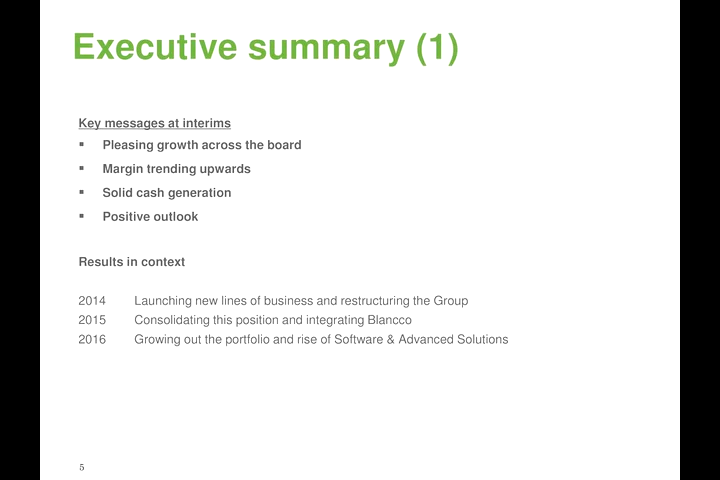 Executive summary (1)
Key messages at interims
▪ Pleasing growth across the board
▪ Margin trending upwards
▪ Solid cash generation
▪ Positive outlook
Results in context
2014 Launching new lines of business and restructuring the Group
2015 Consolidating this position and integrating Blancco
2016 Growing out the portfolio and rise of Software & Advanced Solutions
5